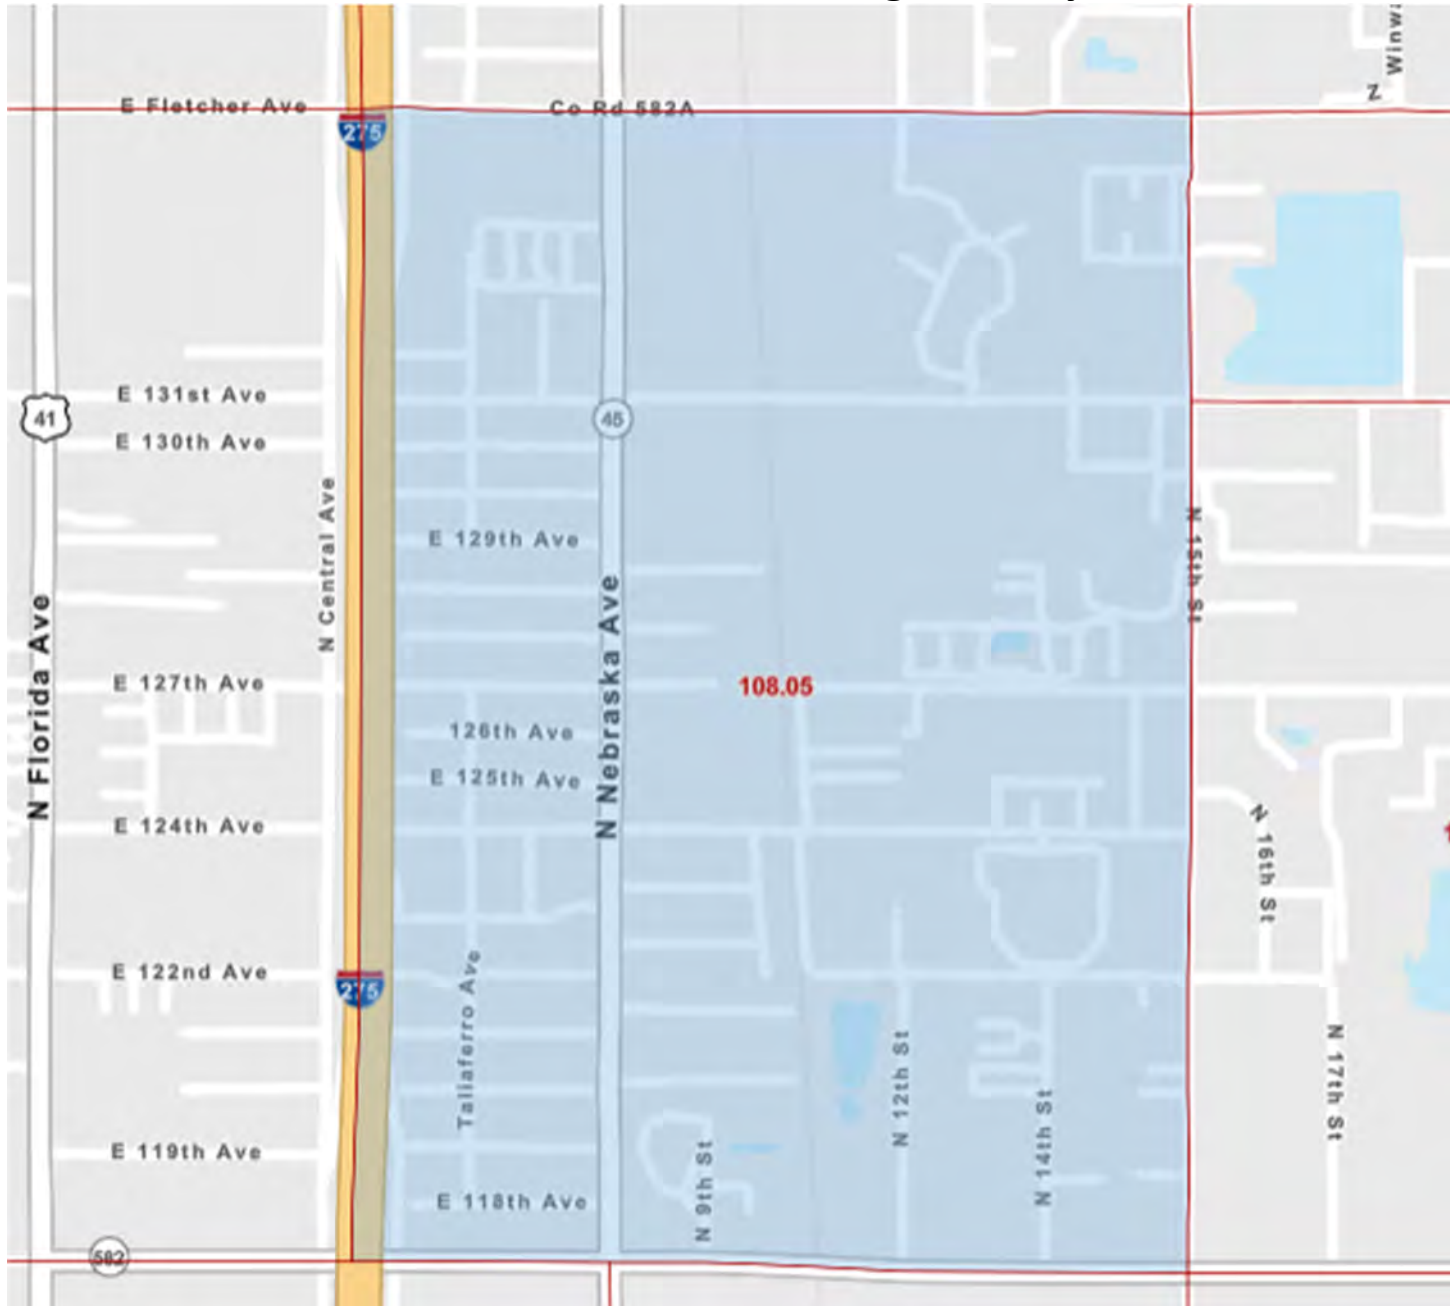 Winw
Z
E Fletcher Ave
Co Rd 582A
275
E 131st Ave
41
45
E 130th Ave
N Central Ave
E 129th Ave
N 15th St
N Florida Ave
N Nebraska Ave
E 127th Ave
108.05
126th Ave
E 125th Ave
E 124th Ave
N 16th St
E 122nd Ave
275
Taliaferro Ave
N 12th St
N 17th St
N 14th St
E 119th Ave
N 9th St
E 118th Ave
582